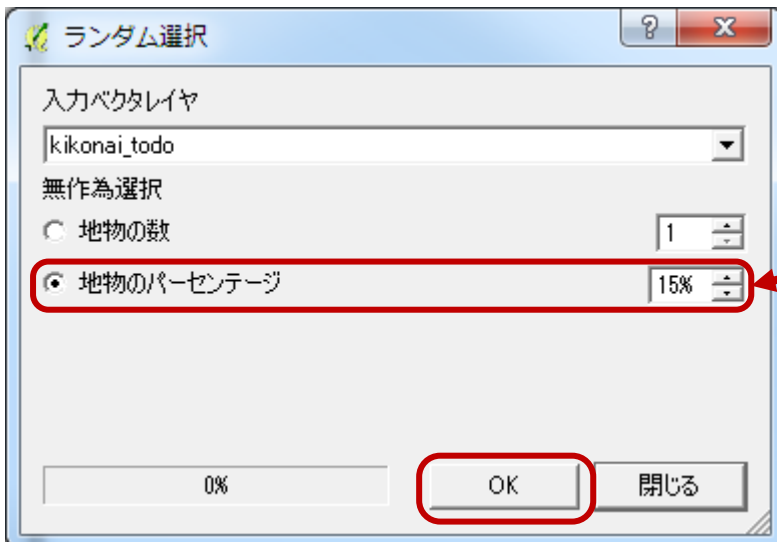 ランダム選択
入力ベクタレイヤ
kikonai_todo
無作為選択
地物の数 1
地物のパーセンテージ 15%
0% OK 閉じる